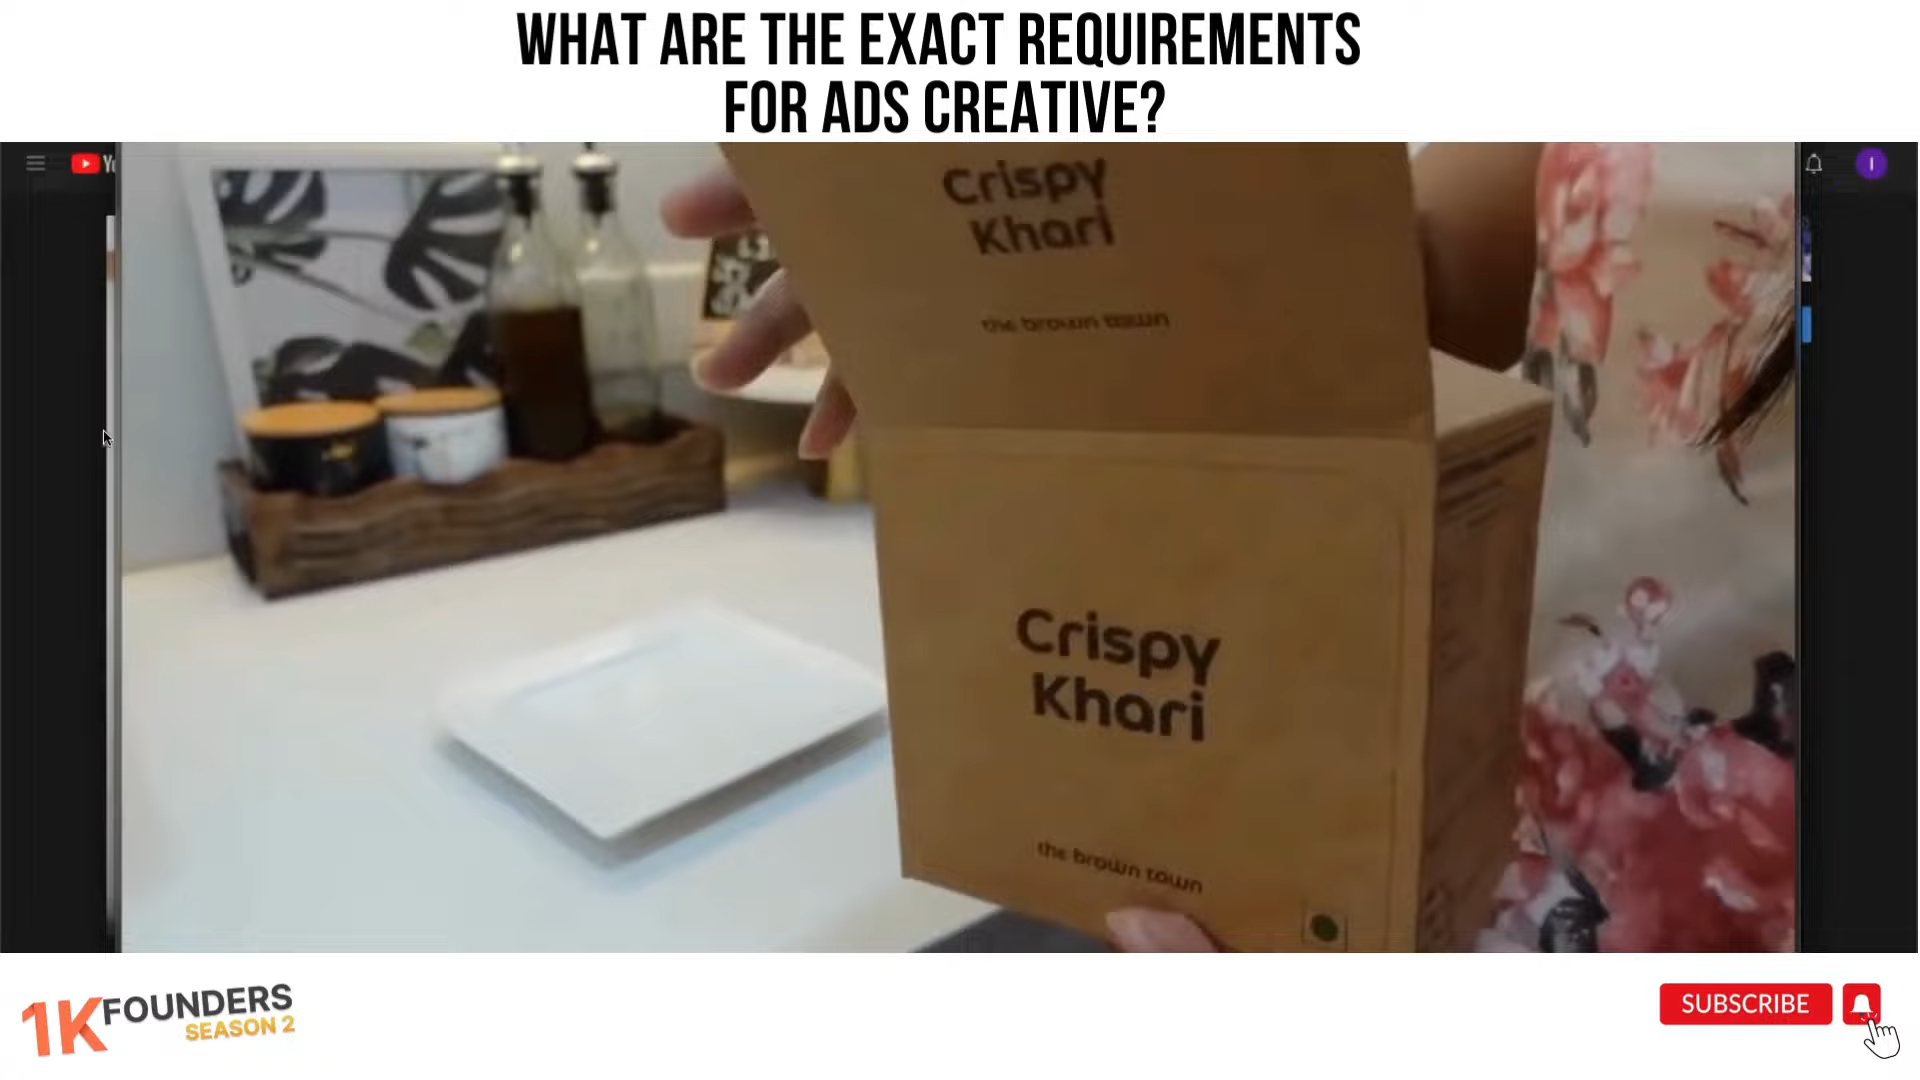 WHAT ARE THE EXACT REQUIREMENTS
FOR ADS CREATIVE?
Crispy
Khari
the brown town
Crispy
Khari
the brown town
1K FOUNDERS
SEASON 2
SUBSCRIBE